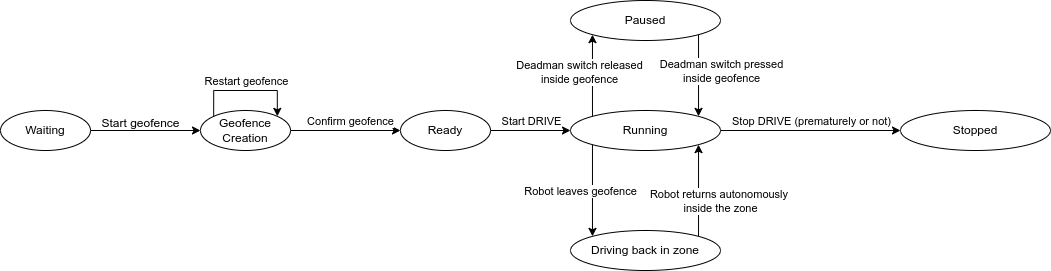 Paused
Deadman switch released
inside geofence
Deadman switch pressed
inside geofence
Restart geofence
Waiting
Start geofence
Geofence
Creation
Confirm geofence
Ready
Start DRIVE
Running
Stop DRIVE (prematurely or not)
Stopped
Robot leaves geofence
Robot returns autonomously
inside the zone
Driving back in zone